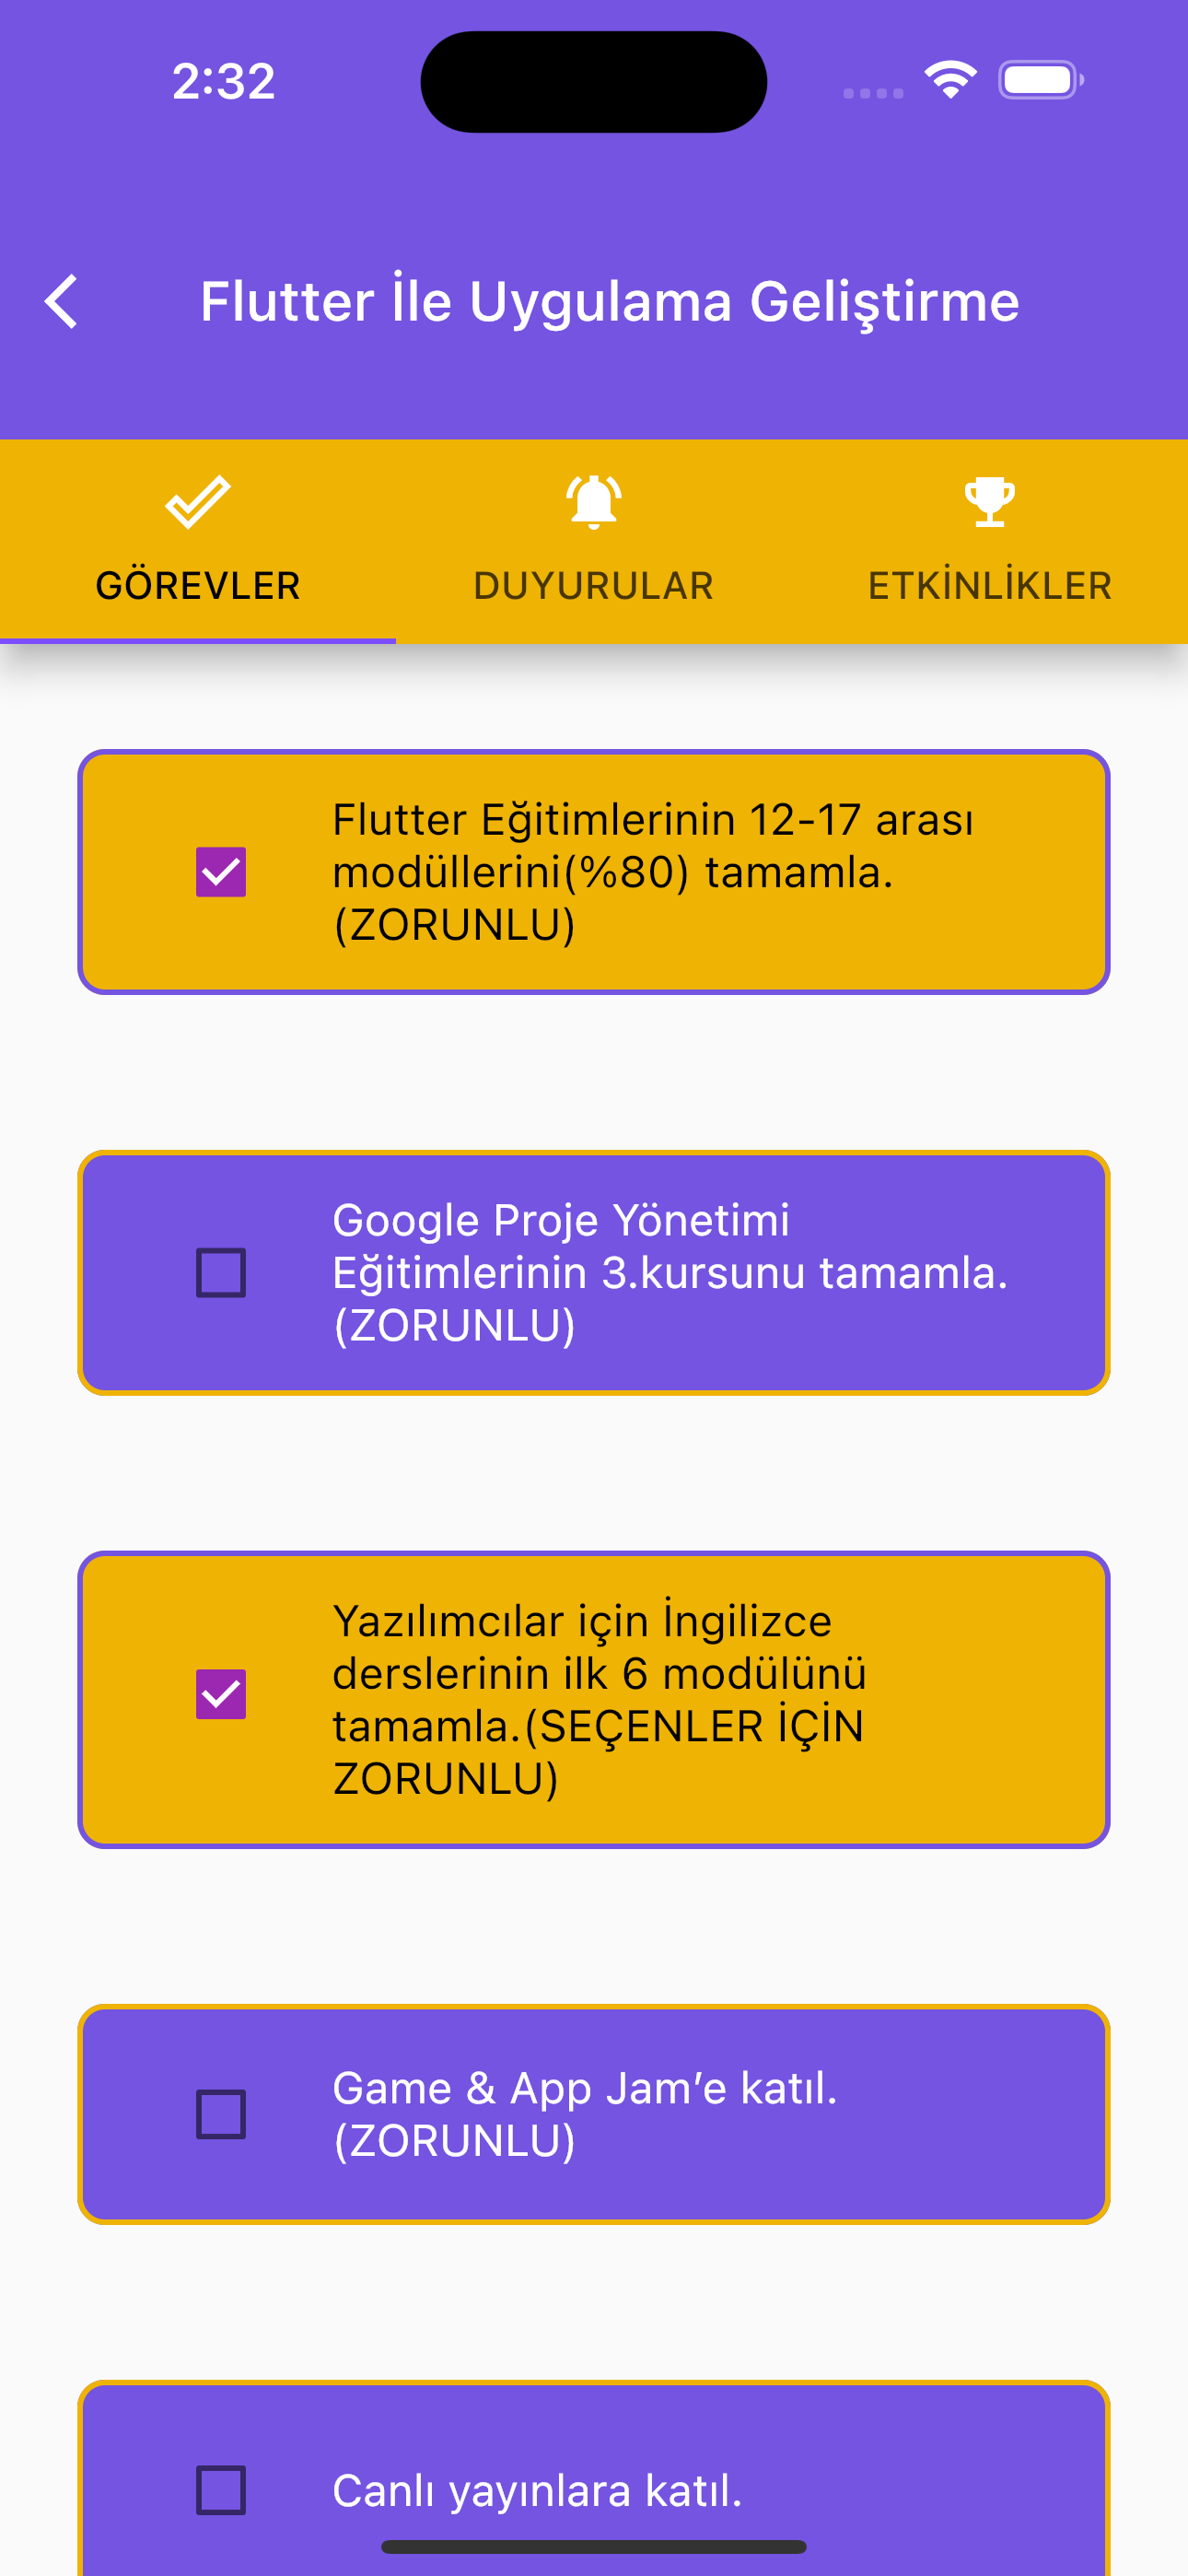 2:32
Flutter İle Uygulama Geliştirme
GÖREVLER
DUYURULAR
ETKİNLİKLER
Flutter Eğitimlerinin 12-17 arası
modüllerini(%80) tamamla.
(ZORUNLU)
Google Proje Yönetimi
Eğitimlerinin 3.kursunu tamamla.
(ZORUNLU)
Yazılımcılar için İngilizce
derslerinin ilk 6 modülünü
tamamla.(SEÇENLER İÇİN
ZORUNLU)
Game & App Jam’e katıl.
(ZORUNLU)
Canlı yayınlara katıl.